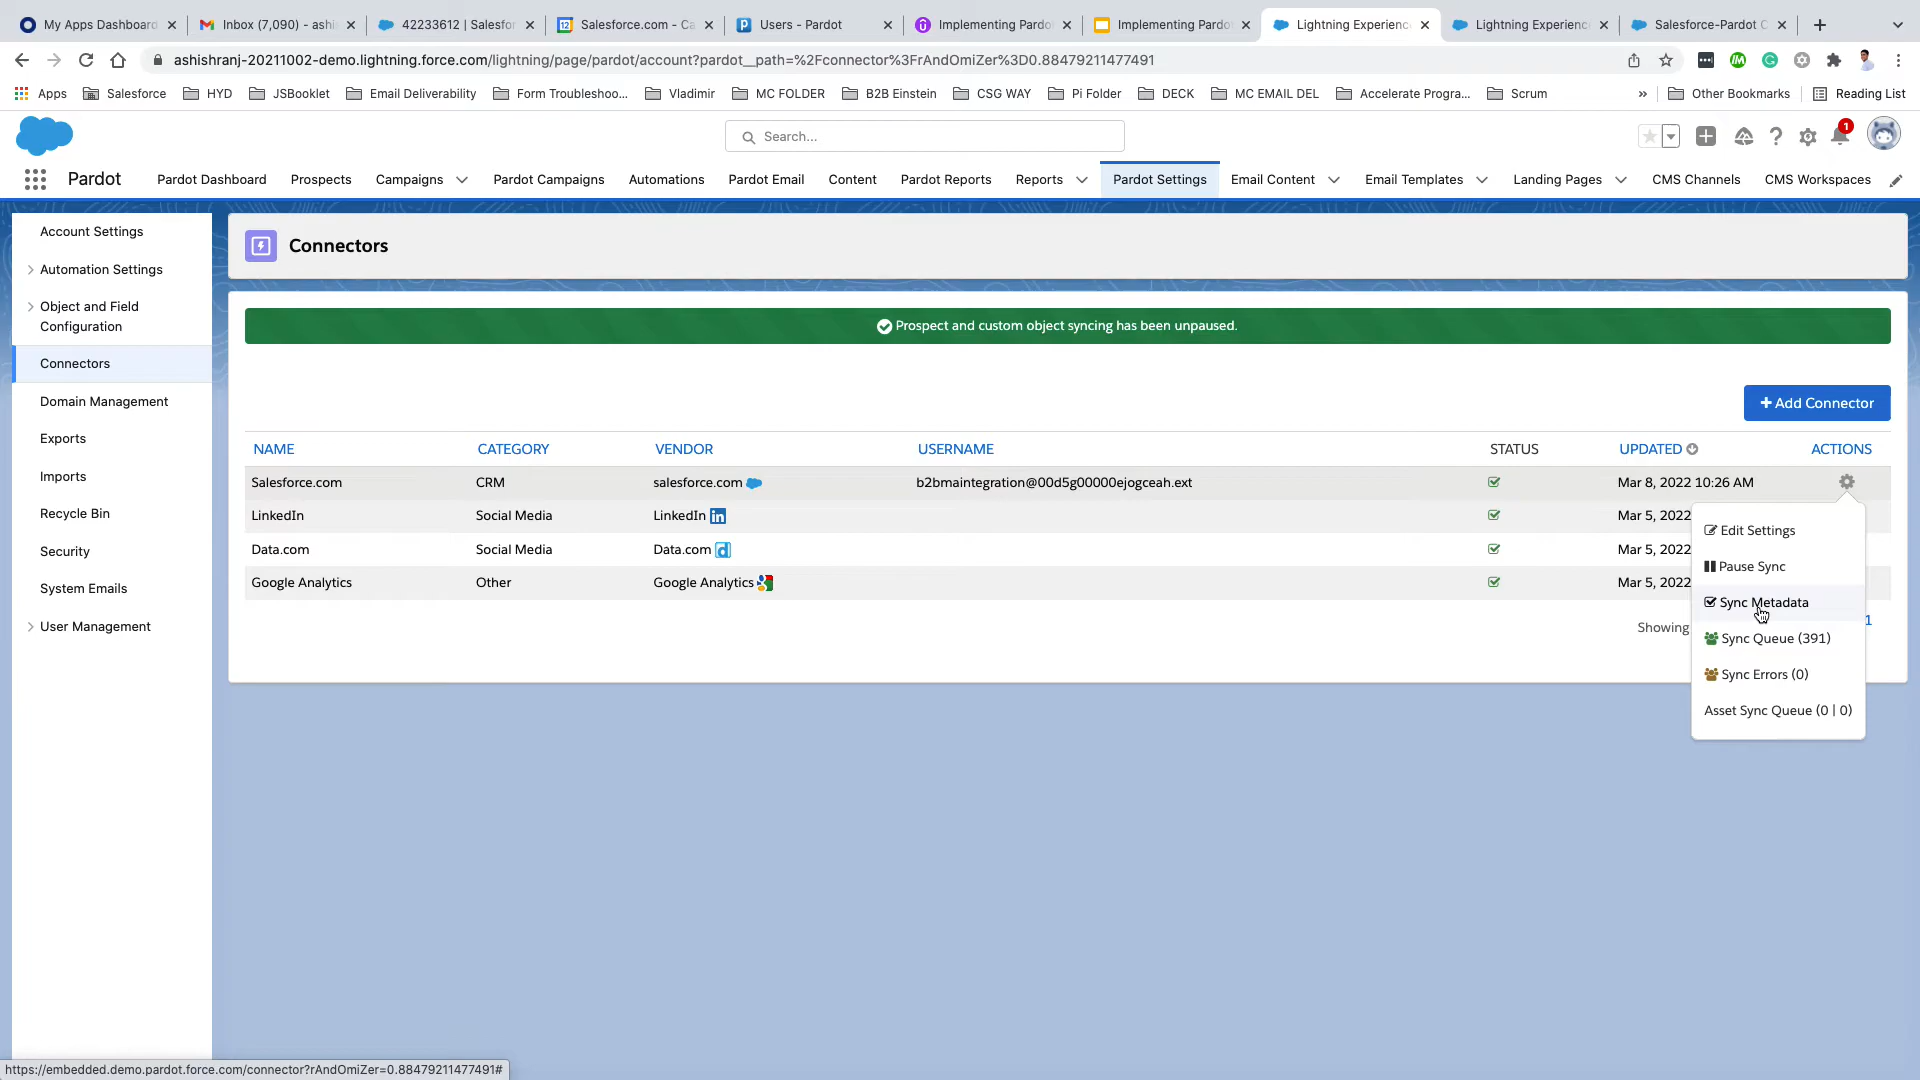 My Apps Dashboard
Inbox (7,090) - ashi
42233612 | Salesfor
12
Salesforce.com - Ca
Users - Pardot
Implementing Pardo
Implementing Pardo
Lightning Experience
Lightning Experience
Salesforce-Pardot C
ashishranj-20211002-demo.lightning.force.com/lightning/page/pardot/account?pardot__path=%2Fconnector%3FrAndOmiZer%3D0.88479211477491
Apps
Salesforce
HYD
JSBooklet
Email Deliverability
Form Troubleshoo...
Vladimir
MC FOLDER
B2B Einstein
CSG WAY
Pi Folder
DECK
MC EMAIL DEL
Accelerate Progra...
Scrum
»
Other Bookmarks
Reading List
Search...
1
Pardot
Pardot Dashboard
Prospects
Campaigns
Pardot Campaigns
Automations
Pardot Email
Content
Pardot Reports
Reports
Pardot Settings
Email Content
Email Templates
Landing Pages
CMS Channels
CMS Workspaces
Account Settings
Automation Settings
Object and Field
Configuration
Connectors
Domain Management
Exports
Imports
Recycle Bin
Security
System Emails
User Management
Connectors
Prospect and custom object syncing has been unpaused.
+ Add Connector
NAME CATEGORY VENDOR USERNAME STATUS UPDATED ACTIONS
Salesforce.com CRM salesforce.com b2bmaintegration@00d5g00000ejogceah.ext Mar 8, 2022 10:26 AM
LinkedIn Social Media LinkedIn in Mar 5, 2022
Data.com Social Media Data.com d Mar 5, 2022
Google Analytics Other Google Analytics Mar 5, 2022
Showing
1
Edit Settings
Pause Sync
Sync Metadata
Sync Queue (391)
Sync Errors (0)
Asset Sync Queue (0 | 0)
https://embedded.demo.pardot.force.com/connector?rAndOmiZer=0.88479211477491#